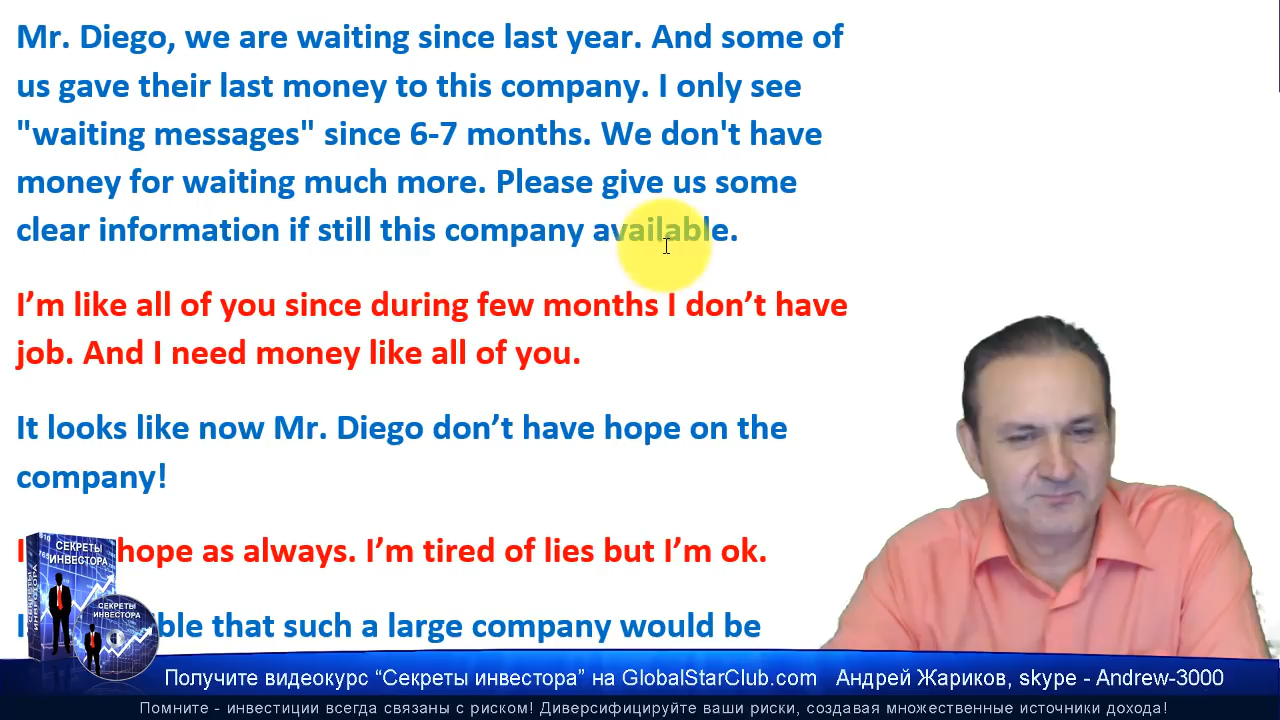 Mr. Diego, we are waiting since last year. And some of
us gave their last money to this company. I only see
"waiting messages" since 6-7 months. We don't have
money for waiting much more. Please give us some
clear information if still this company available.
I’m like all of you since during few months I don’t have
job. And I need money like all of you.
It looks like now Mr. Diego don’t have hope on the
company!
hope as always. I’m tired of lies but I’m ok.
that such a large company would be
СЕКРЕТЫ
ИНВЕСТОРА
СЕКРЕТЫ
ИНВЕСТОРА
Получите видеокурс “Секреты инвестора” на GlobalStarClub.com Андрей Жариков, skype - Andrew-3000
Помните - инвестиции всегда связаны с риском! Диверсифицируйте ваши риски, создавая множественные источники дохода!